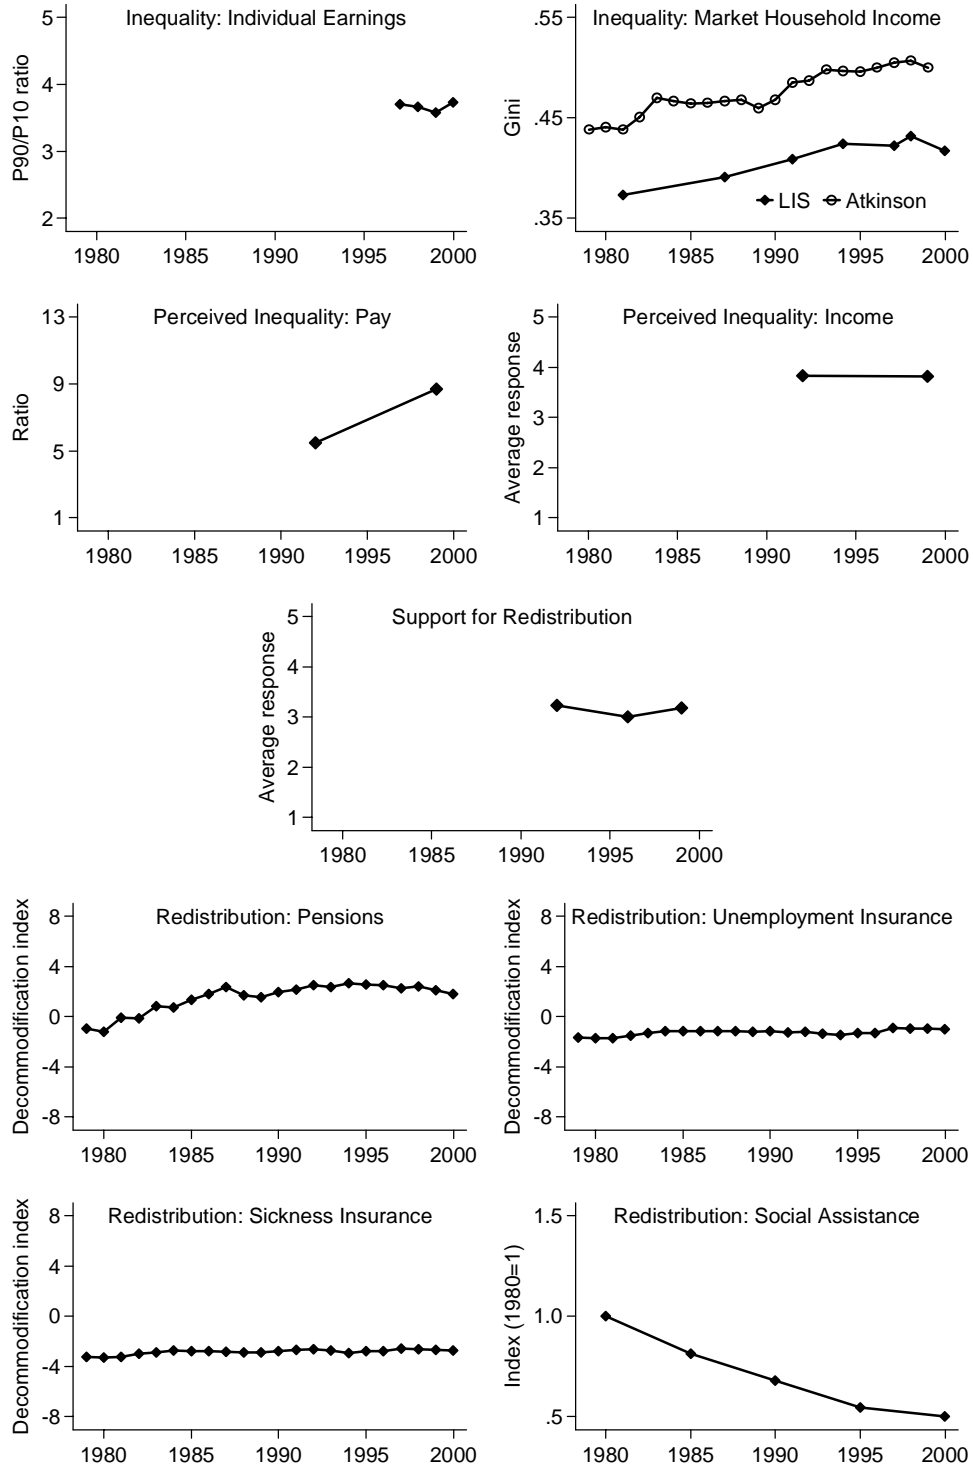 Inequality: Individual Earnings
P90/P10 ratio
5
4
3
2
1980 1985 1990 1995 2000
Inequality: Market Household Income
Gini
.55
.45
.35
LIS Atkinson
1980 1985 1990 1995 2000
Perceived Inequality: Pay
Ratio
13
9
5
1
1980 1985 1990 1995 2000
Perceived Inequality: Income
Average response
5
4
3
2
1
1980 1985 1990 1995 2000
Support for Redistribution
Average response
5
4
3
2
1
1980 1985 1990 1995 2000
Redistribution: Pensions
Decommodification index
8
4
0
-4
-8
1980 1985 1990 1995 2000
Redistribution: Unemployment Insurance
Decommodification index
8
4
0
-4
-8
1980 1985 1990 1995 2000
Redistribution: Sickness Insurance
Decommodification index
8
4
0
-4
-8
1980 1985 1990 1995 2000
Redistribution: Social Assistance
Index (1980=1)
1.5
1.0
.5
1980 1985 1990 1995 2000